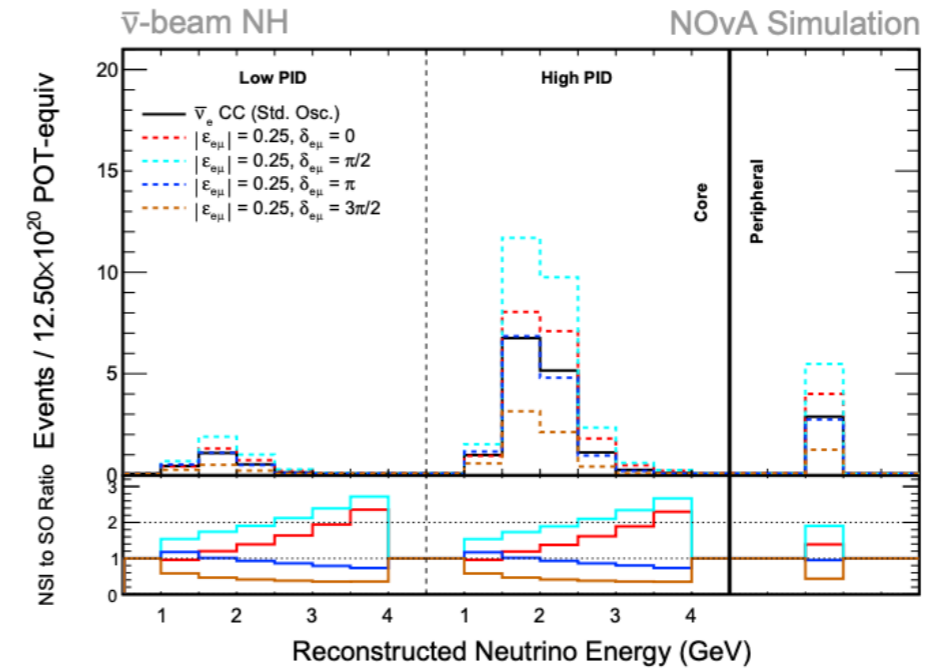 ν̅-beam NH
NOνA Simulation
Events / 12.50×10²⁰ POT-equiv
20
15
10
5
0
Low PID
High PID
Core
Peripheral
ν̅ₑ CC (Std. Osc.)
|εₑμ| = 0.25, δₑμ = 0
|εₑμ| = 0.25, δₑμ = π/2
|εₑμ| = 0.25, δₑμ = π
|εₑμ| = 0.25, δₑμ = 3π/2
NSI to SO Ratio
3
2
1
0
1 2 3 4 1 2 3 4
Reconstructed Neutrino Energy (GeV)